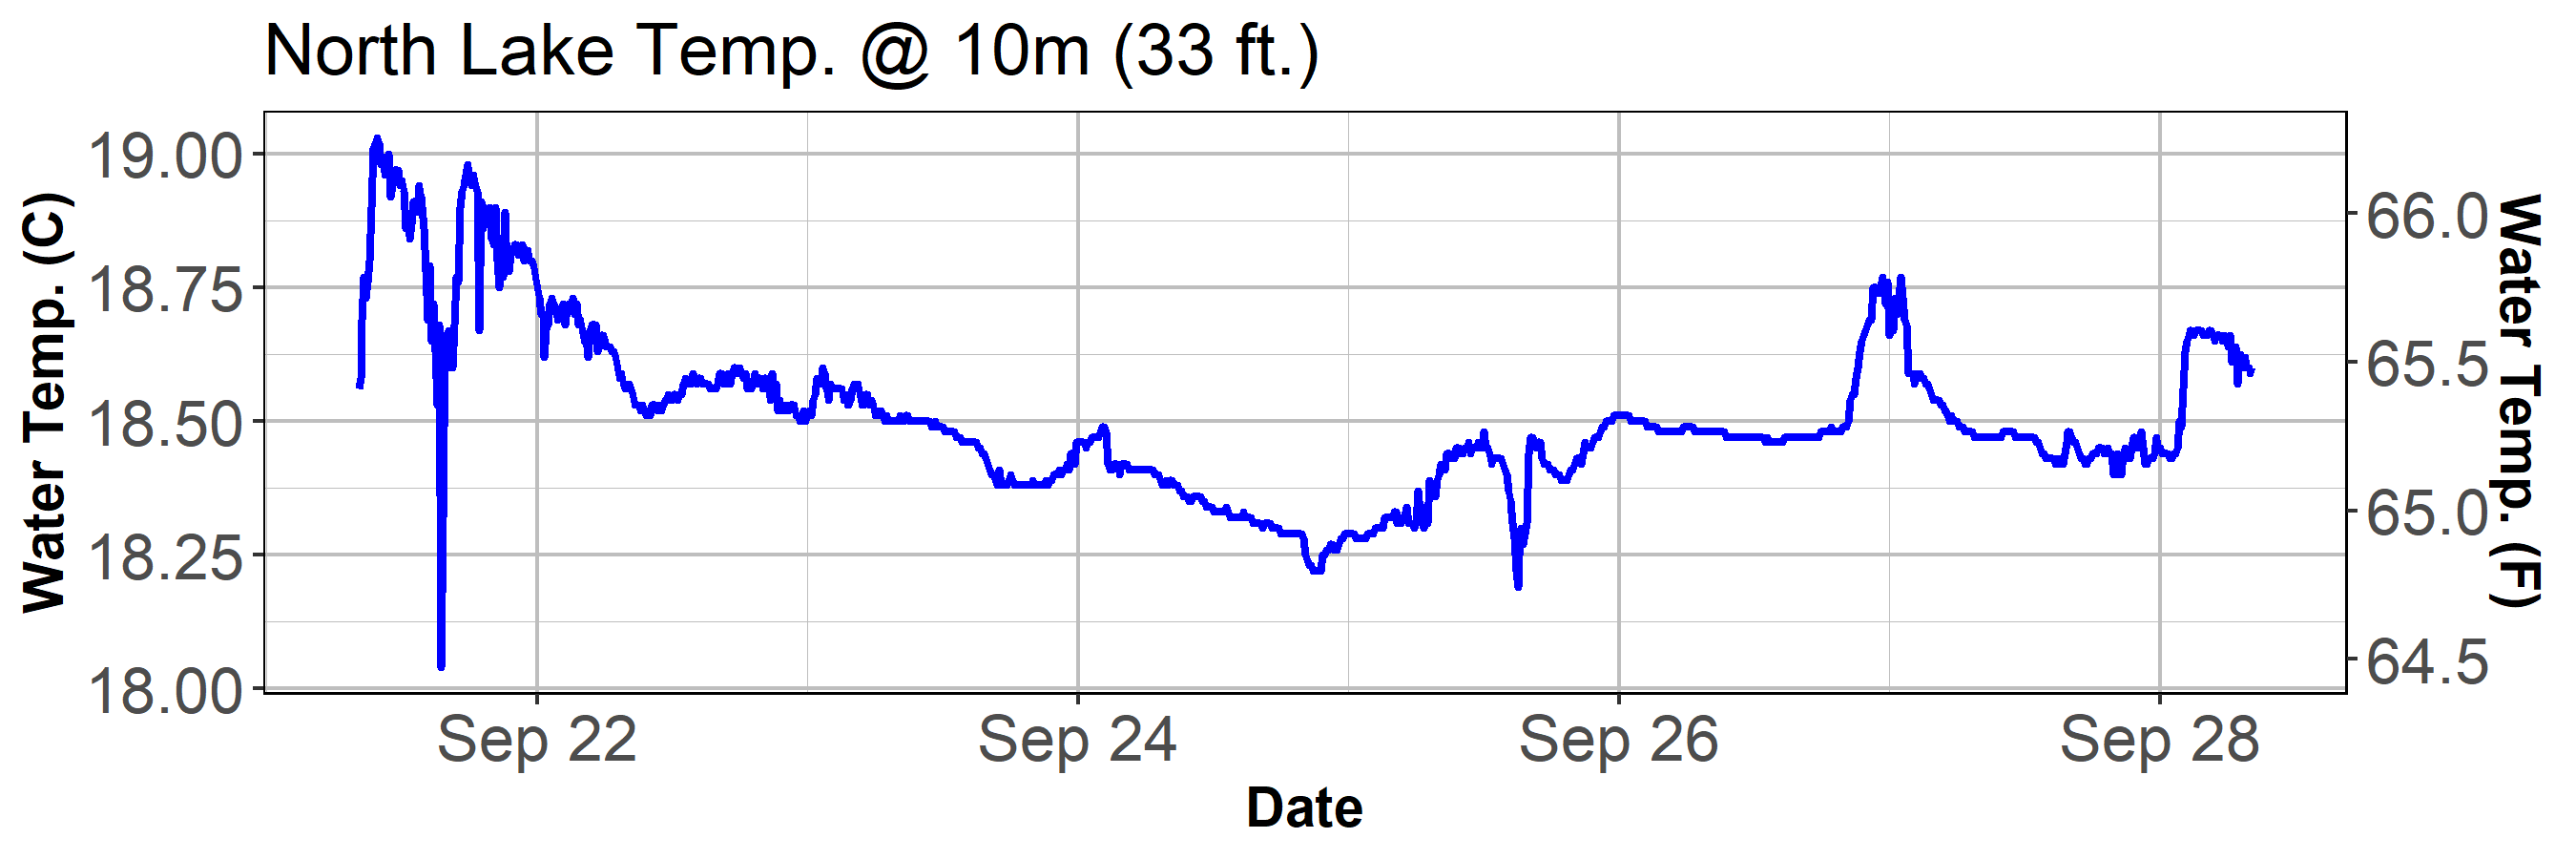 North Lake Temp. @ 10m (33 ft.)
Water Temp. (C)
19.00
18.75
18.50
18.25
18.00
66.0
65.5
65.0
64.5
Water Temp. (F)
Sep 22 Sep 24 Sep 26 Sep 28
Date